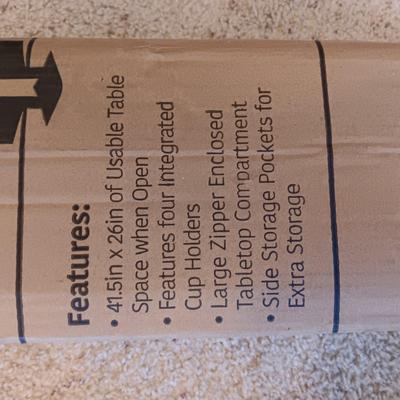 Features:
• 41.5in x 26in of Usable Table
Space when Open
• Features four Integrated
Cup Holders
• Large Zipper Enclosed
Tabletop Compartment
• Side Storage Pockets for
Extra Storage